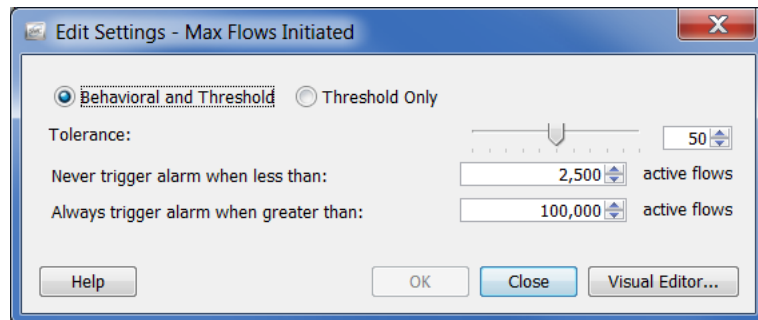 Edit Settings - Max Flows Initiated
X
Behavioral and Threshold Threshold Only
Tolerance: 50
Never trigger alarm when less than: 2,500 active flows
Always trigger alarm when greater than: 100,000 active flows
Help OK Close Visual Editor...